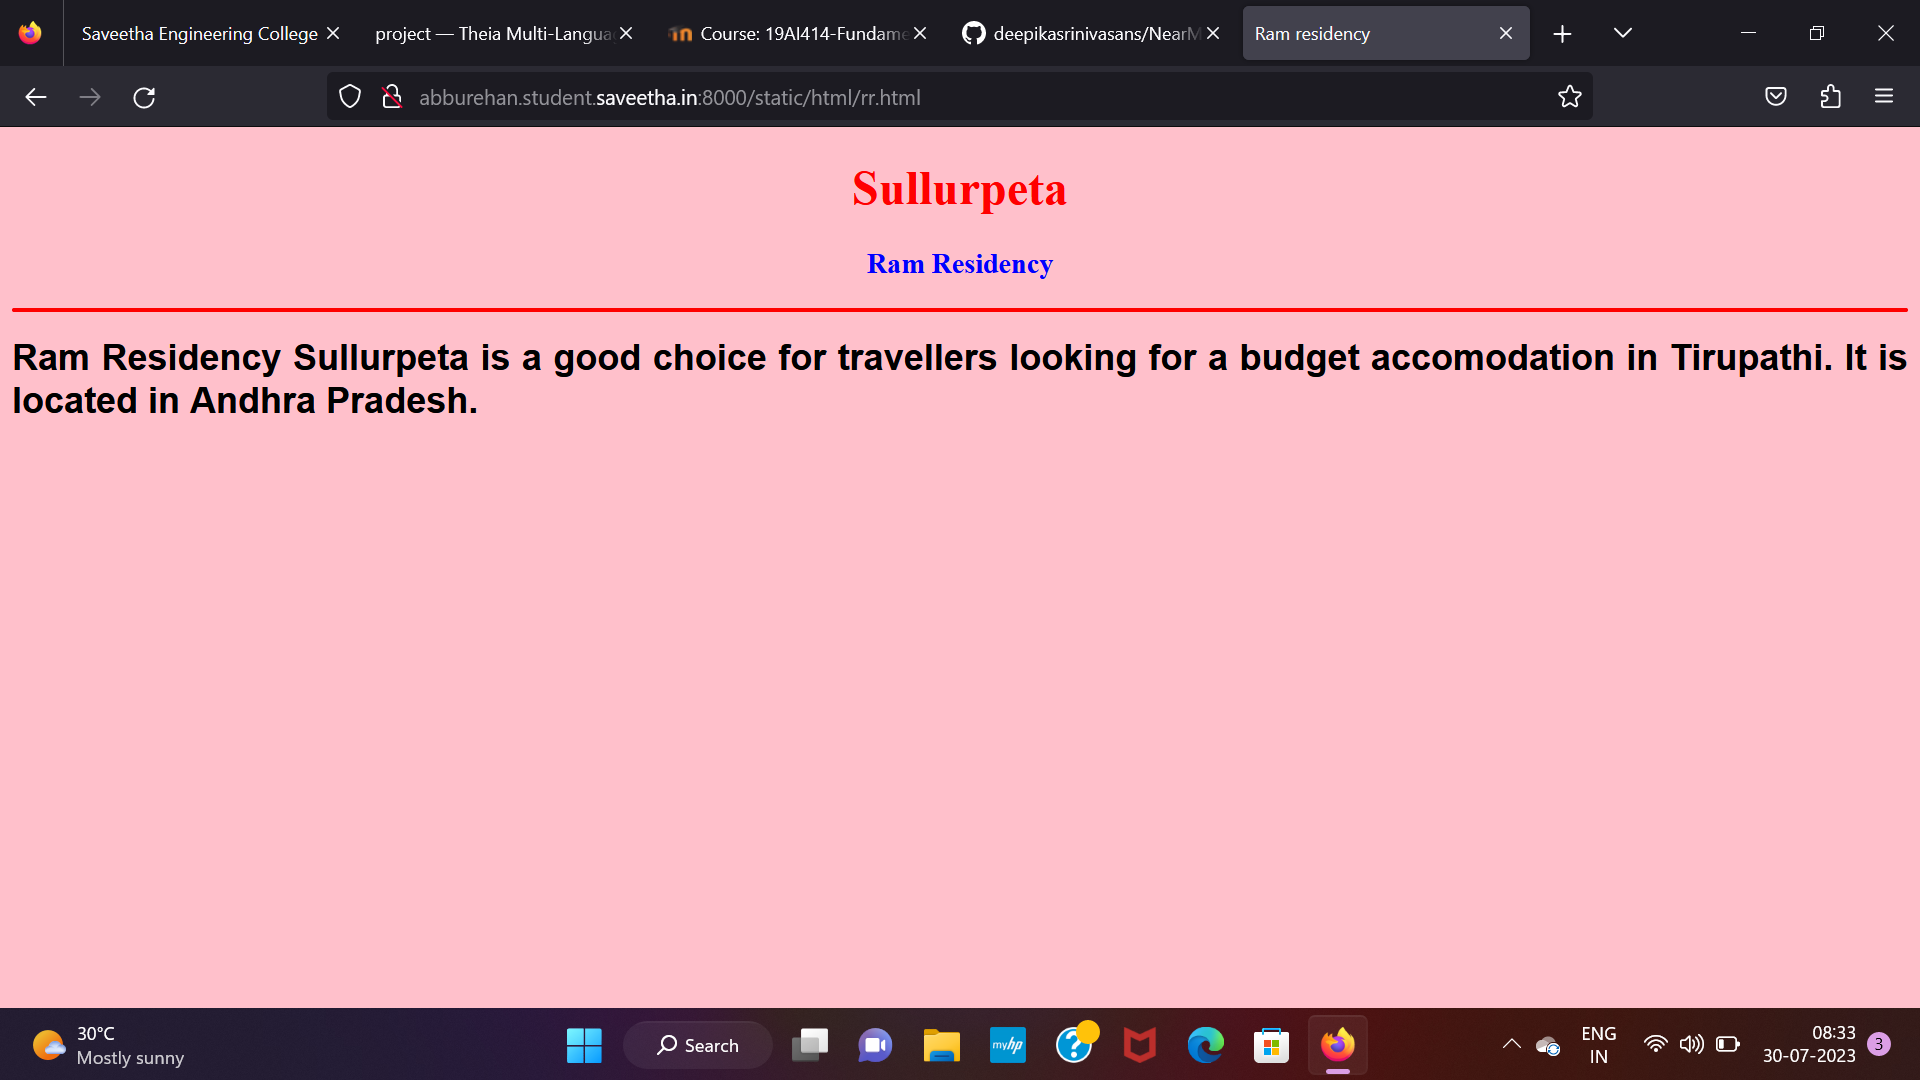 Saveetha Engineering College
project — Theia Multi-Langua
Course: 19AI414-Fundame
deepikasrinivasans/NearM
Ram residency
abburehan.student.saveetha.in:8000/static/html/rr.html
Sullurpeta
Ram Residency
Ram Residency Sullurpeta is a good choice for travellers looking for a budget accomodation in Tirupathi. It is
located in Andhra Pradesh.
30°C
Mostly sunny
Search
myhp
ENG
IN
08:33
30-07-2023
3